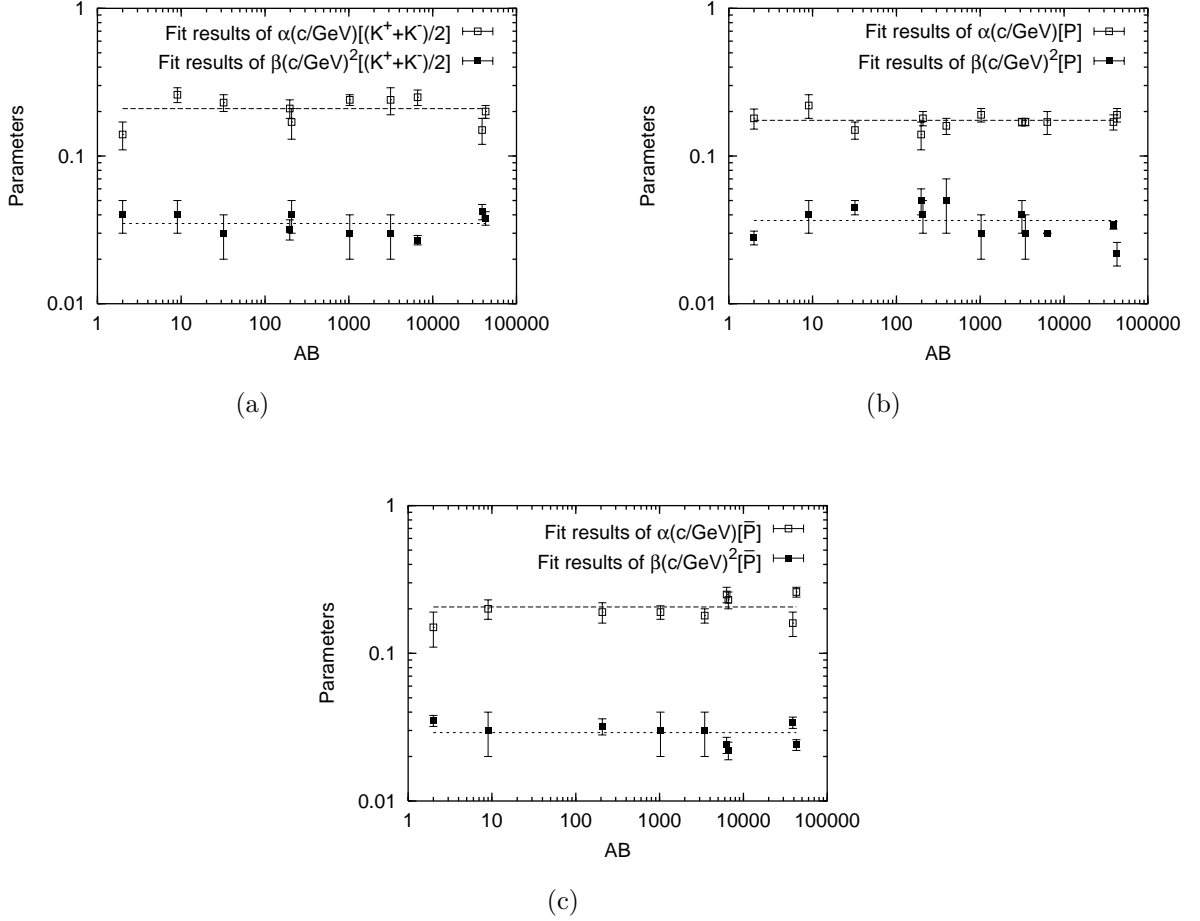 Fit results of α(c/GeV)[(K⁺+K⁻)/2]
Fit results of β(c/GeV)²[(K⁺+K⁻)/2]
Parameters
1
0.1
0.01
1 10 100 1000 10000 100000
AB
(a)
Fit results of α(c/GeV)[P]
Fit results of β(c/GeV)²[P]
Parameters
1
0.1
0.01
1 10 100 1000 10000 100000
AB
(b)
Fit results of α(c/GeV)[P̅]
Fit results of β(c/GeV)²[P̅]
Parameters
1
0.1
0.01
1 10 100 1000 10000 100000
AB
(c)